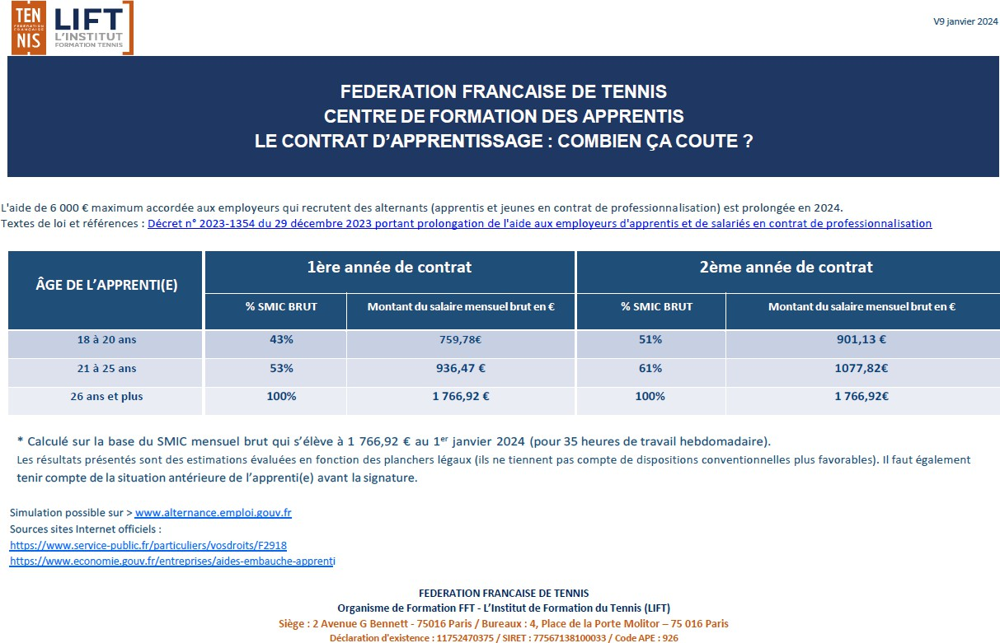 TEN
FEDERATION
FRANÇAISE
NIS
LIFT
L'INSTITUT
FORMATION TENNIS
V9 janvier 2024
FEDERATION FRANCAISE DE TENNIS
CENTRE DE FORMATION DES APPRENTIS
LE CONTRAT D’APPRENTISSAGE : COMBIEN ÇA COUTE ?
L'aide de 6 000 € maximum accordée aux employeurs qui recrutent des alternants (apprentis et jeunes en contrat de professionnalisation) est prolongée en 2024.
Textes de loi et références : Décret n° 2023-1354 du 29 décembre 2023 portant prolongation de l'aide aux employeurs d'apprentis et de salariés en contrat de professionnalisation
ÂGE DE L’APPRENTI(E) 1ère année de contrat 2ème année de contrat
% SMIC BRUT Montant du salaire mensuel brut en € % SMIC BRUT Montant du salaire mensuel brut en €
18 à 20 ans 43% 759,78€ 51% 901,13 €
21 à 25 ans 53% 936,47 € 61% 1077,82€
26 ans et plus 100% 1 766,92 € 100% 1 766,92€
* Calculé sur la base du SMIC mensuel brut qui s’élève à 1 766,92 € au 1er janvier 2024 (pour 35 heures de travail hebdomadaire).
Les résultats présentés sont des estimations évaluées en fonction des planchers légaux (ils ne tiennent pas compte de dispositions conventionnelles plus favorables). Il faut également
tenir compte de la situation antérieure de l’apprenti(e) avant la signature.
Simulation possible sur > www.alternance.emploi.gouv.fr
Sources sites Internet officiels :
https://www.service-public.fr/particuliers/vosdroits/F2918
https://www.economie.gouv.fr/entreprises/aides-embauche-apprenti
FEDERATION FRANCAISE DE TENNIS
Organisme de Formation FFT - L’Institut de Formation du Tennis (LIFT)
Siège : 2 Avenue G Bennett - 75016 Paris / Bureaux : 4, Place de la Porte Molitor – 75 016 Paris
Déclaration d'existence : 11752470375 / SIRET : 77567138100033 / Code APE : 926